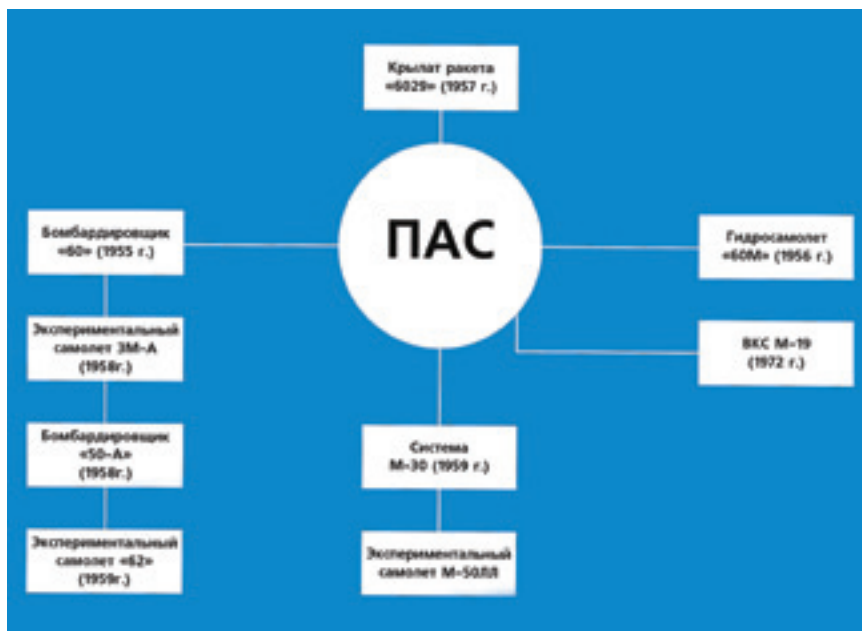 Крылат ракета
«6029» (1957 г.)
ПАС
Бомбардировщик
«60» (1955 г.)
Гидросамолет
«60М» (1956 г.)
Экспериментальный
самолет 3М-А
(1958г.)
ВКС М-19
(1972 г.)
Бомбардировщик
«50-А»
(1958г.)
Система
М-30 (1959 г.)
Экспериментальный
самолет «62»
(1959г.)
Экспериментальный
самолет М-50ЛЛ